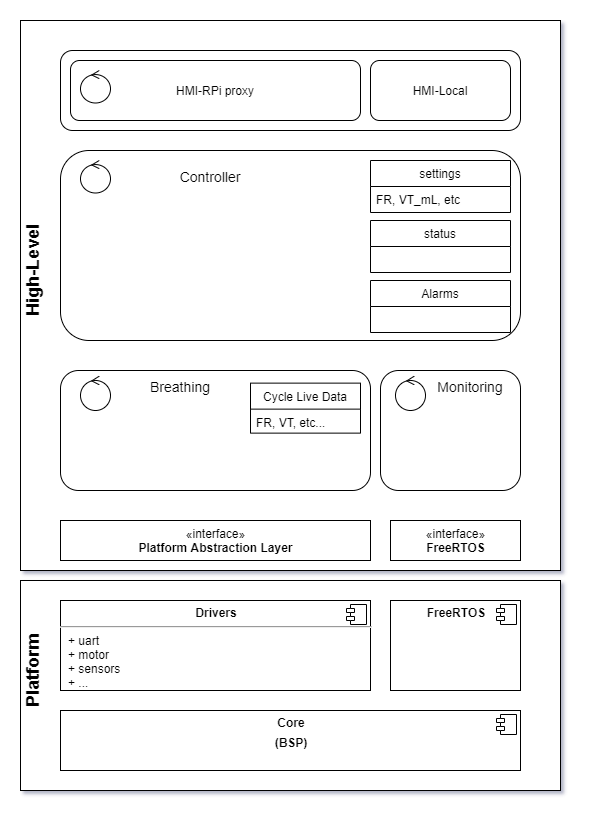 High-Level
HMI-RPi proxy
HMI-Local
Controller
settings
FR, VT_mL, etc
status
Alarms
Breathing
Cycle Live Data
FR, VT, etc...
Monitoring
«interface»
Platform Abstraction Layer
«interface»
FreeRTOS
Platform
Drivers
+ uart
+ motor
+ sensors
+ ...
FreeRTOS
Core
(BSP)